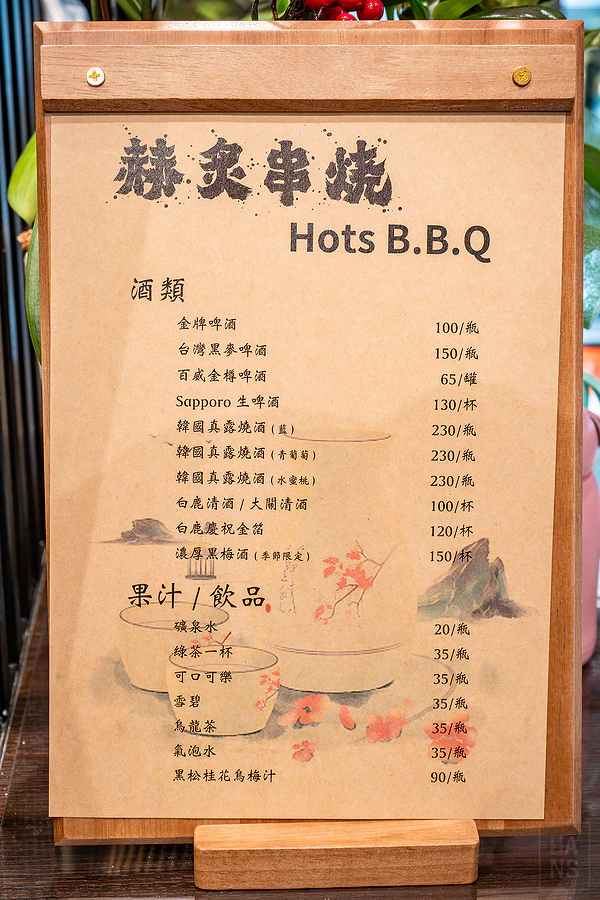 赫炙串燒
Hots B.B.Q
酒類
金牌啤酒 100/瓶
台灣黑麥啤酒 150/瓶
百威金樽啤酒 65/罐
Sapporo 生啤酒 130/杯
韓國真露燒酒(藍) 230/瓶
韓國真露燒酒(青葡萄) 230/瓶
韓國真露燒酒(水蜜桃) 230/瓶
白鹿清酒/大關清酒 100/杯
白鹿慶祝金箔 120/杯
濃厚黑梅酒(季節限定) 150/杯
果汁/飲品
礦泉水 20/瓶
綠茶一杯 35/瓶
可口可樂 35/瓶
雪碧 35/瓶
烏龍茶 35/瓶
氣泡水 35/瓶
黑松桂花烏梅汁 90/瓶
HANS